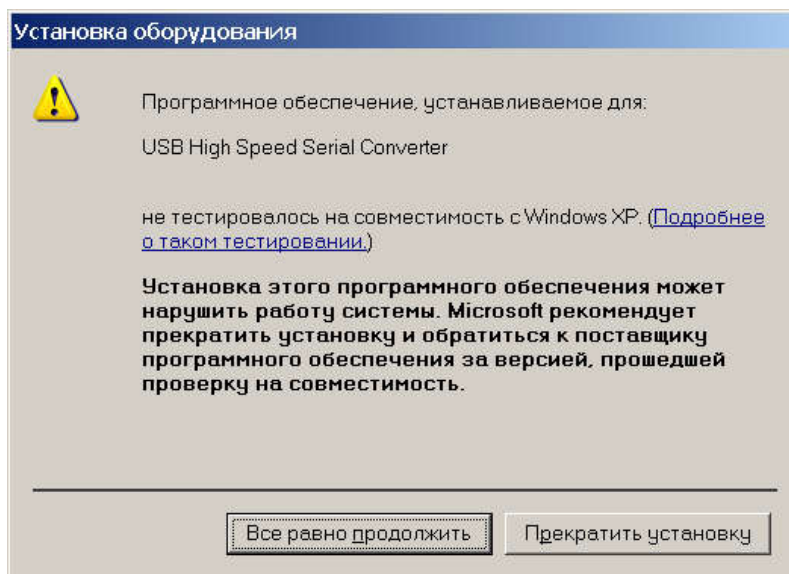 Установка оборудования
Программное обеспечение, устанавливаемое для:
USB High Speed Serial Converter
не тестировалось на совместимость с Windows XP. (Подробнее
о таком тестировании.)
Установка этого программного обеспечения может
нарушить работу системы. Microsoft рекомендует
прекратить установку и обратиться к поставщику
программного обеспечения за версией, прошедшей
проверку на совместимость.
Все равно продолжить
Прекратить установку